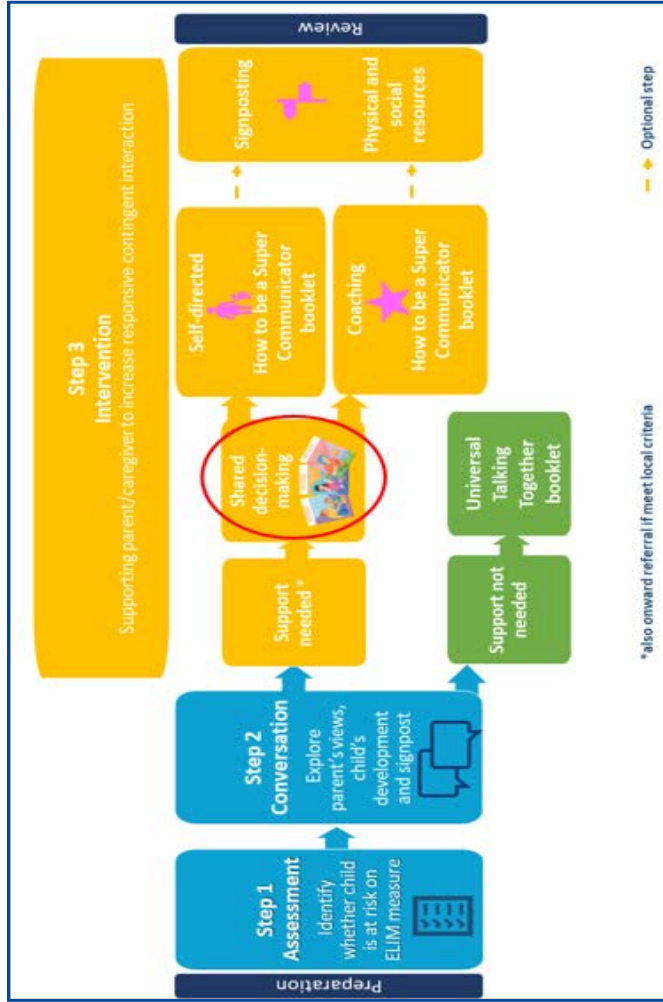 Preparation
Step 1
Assessment
Identify
whether child
is at risk on
ELIM measure
Step 2
Conversation
Explore
parent's views,
child's
development
and signpost
Step 3
Intervention
Supporting parent/caregiver to increase responsive contingent interaction
Support
needed*
Shared
decision-
making
Self-directed
How to be a Super
Communicator
booklet
Coaching
How to be a Super
Communicator
booklet
Signposting
Physical and
social
resources
Review
Support not
needed
Universal
Talking
Together
booklet
*also onward referral if meet local criteria
Optional step